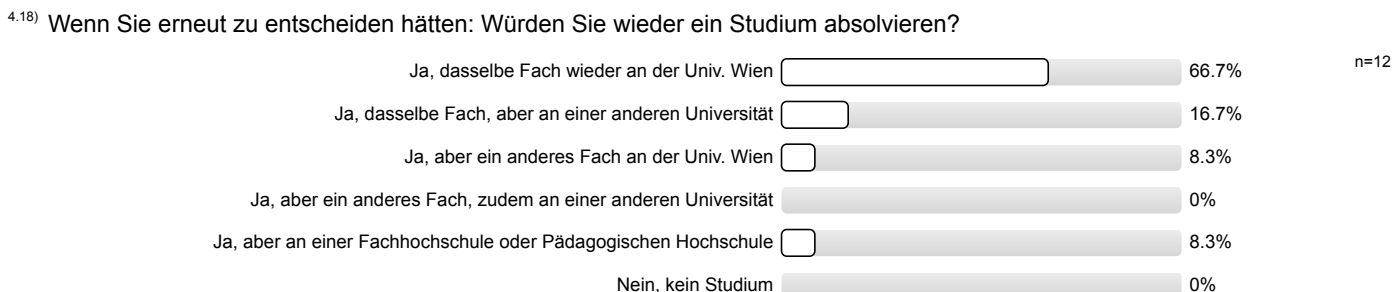 4.18) Wenn Sie erneut zu entscheiden hätten: Würden Sie wieder ein Studium absolvieren?
n=12
Ja, dasselbe Fach wieder an der Univ. Wien 66.7%
Ja, dasselbe Fach, aber an einer anderen Universität 16.7%
Ja, aber ein anderes Fach an der Univ. Wien 8.3%
Ja, aber ein anderes Fach, zudem an einer anderen Universität 0%
Ja, aber an einer Fachhochschule oder Pädagogischen Hochschule 8.3%
Nein, kein Studium 0%